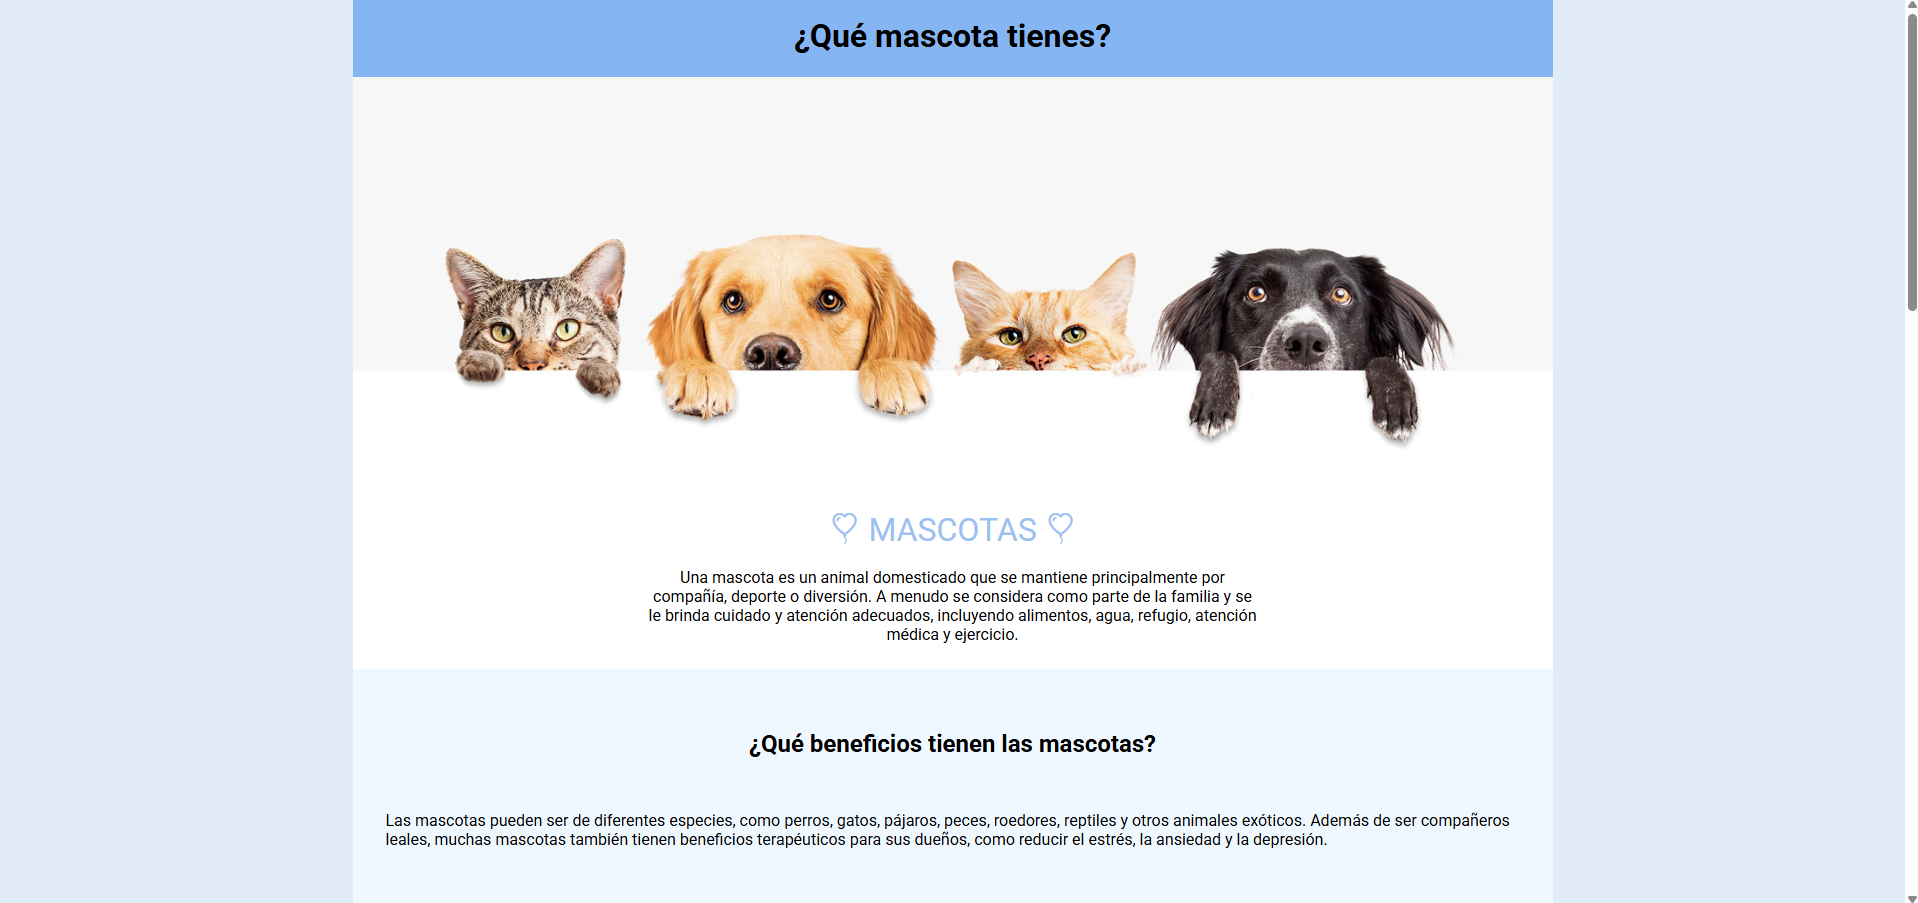 ¿Qué mascota tienes?
MASCOTAS
Una mascota es un animal domesticado que se mantiene principalmente por
compañía, deporte o diversión. A menudo se considera como parte de la familia y se
le brinda cuidado y atención adecuados, incluyendo alimentos, agua, refugio, atención
médica y ejercicio.
¿Qué beneficios tienen las mascotas?
Las mascotas pueden ser de diferentes especies, como perros, gatos, pájaros, peces, roedores, reptiles y otros animales exóticos. Además de ser compañeros
leales, muchas mascotas también tienen beneficios terapéuticos para sus dueños, como reducir el estrés, la ansiedad y la depresión.